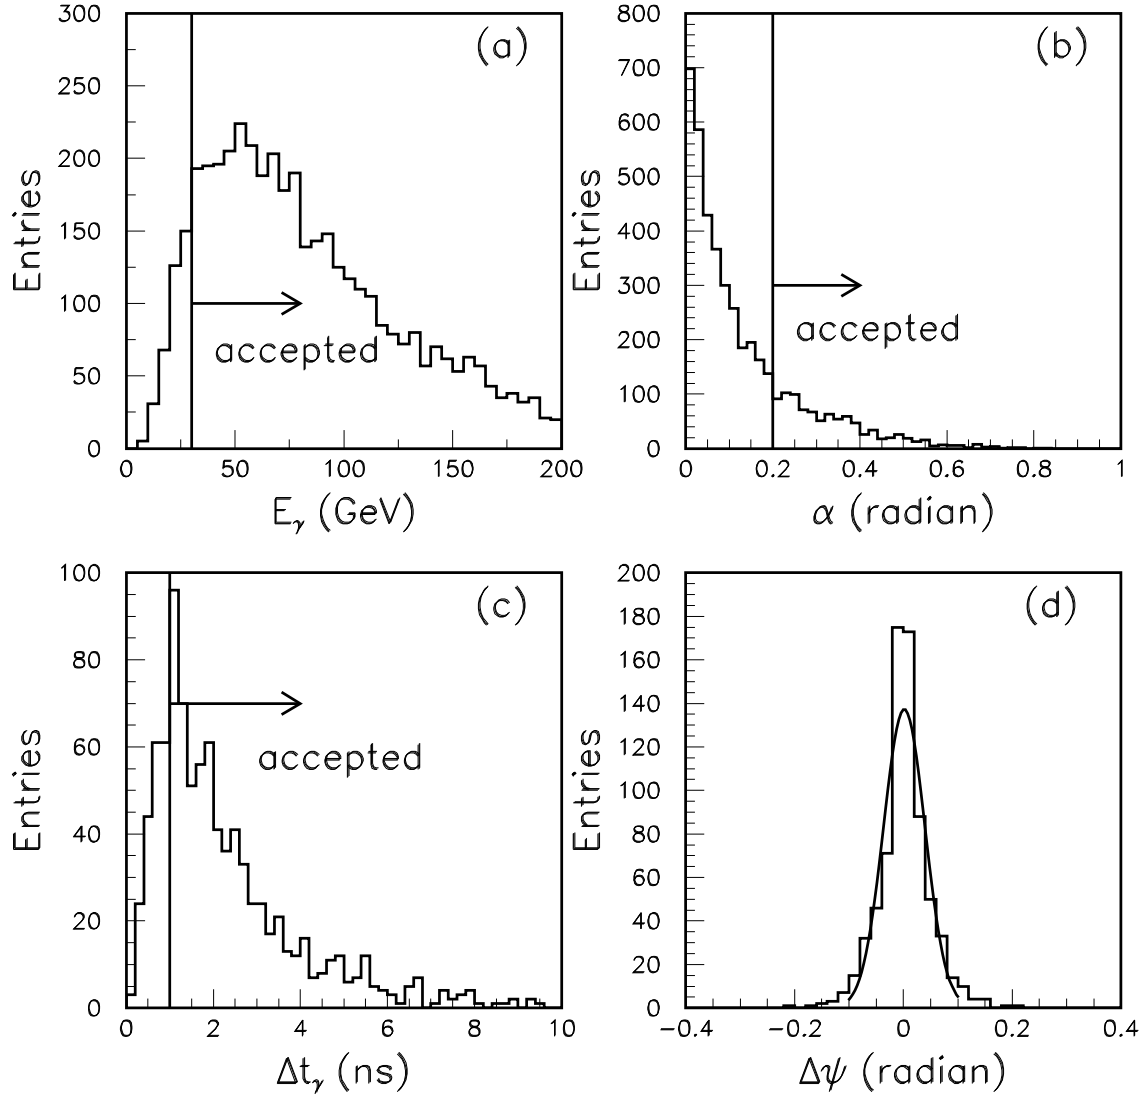 (a)
300
250
200
150
100
50
0
Entries
accepted
0 50 100 150 200
Eγ (GeV)
(b)
800
700
600
500
400
300
200
100
0
Entries
accepted
0 0.2 0.4 0.6 0.8 1
α (radian)
(c)
100
80
60
40
20
0
Entries
accepted
0 2 4 6 8 10
Δtγ (ns)
(d)
200
180
160
140
120
100
80
60
40
20
0
Entries
−0.4 −0.2 0 0.2 0.4
Δψ (radian)